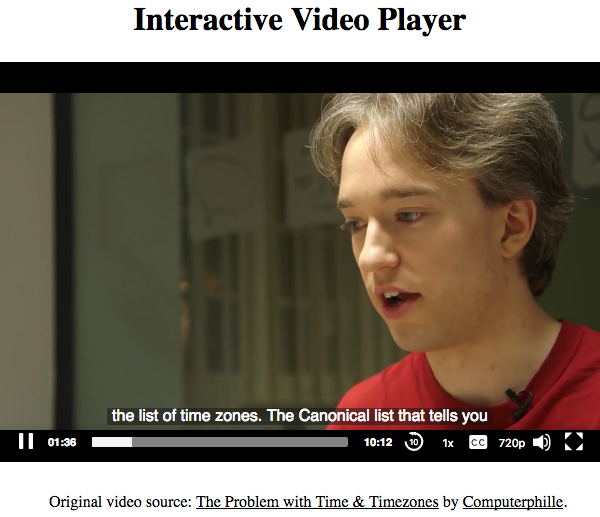 Interactive Video Player
the list of time zones. The Canonical list that tells you
01:36 10:12 10 1x CC 720p
Original video source: The Problem with Time & Timezones by Computerphille.